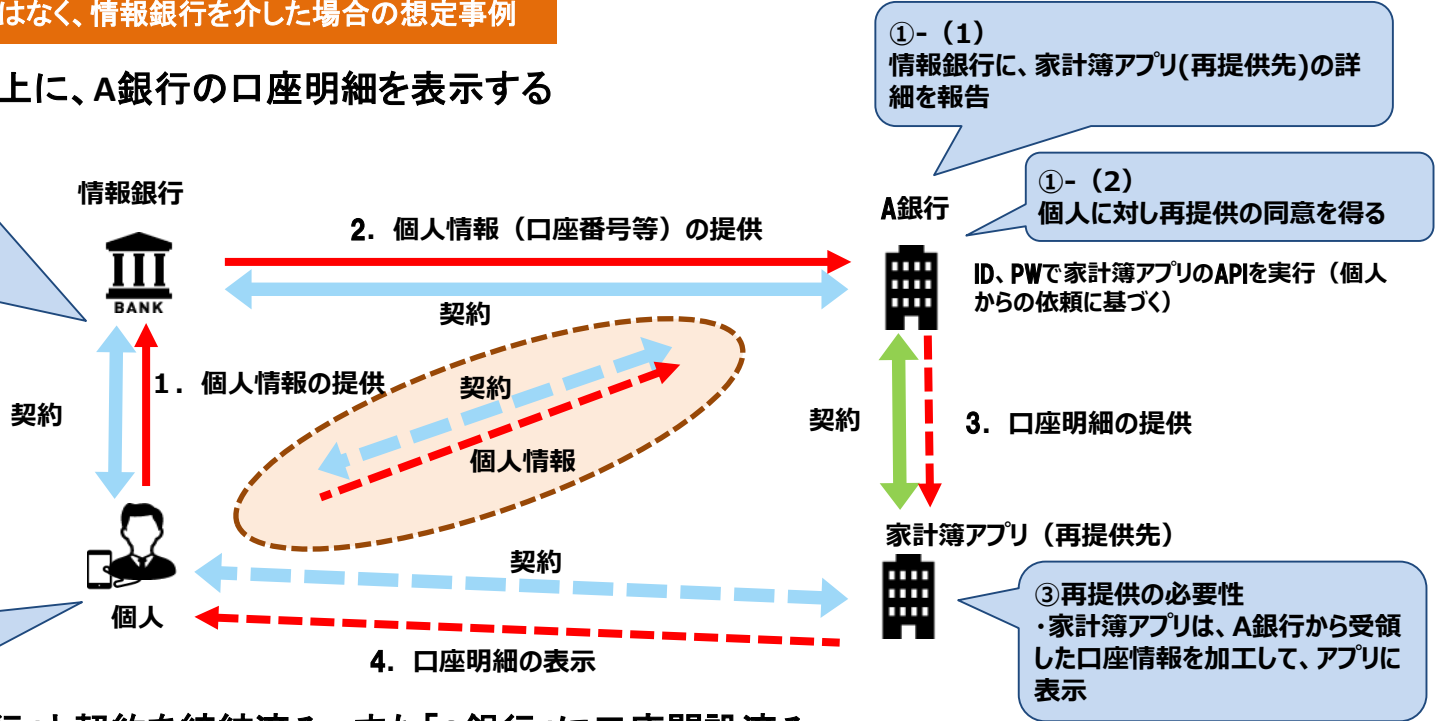 はなく、情報銀行を介した場合の想定事例
上に、A銀行の口座明細を表示する
①-（1）
情報銀行に、家計簿アプリ(再提供先)の詳
細を報告
①-（2）
個人に対し再提供の同意を得る
情報銀行
BANK
2．個人情報（口座番号等）の提供
契約
A銀行
ID、PWで家計簿アプリのAPIを実行（個人
からの依頼に基づく）
契約
1．個人情報の提供
契約
個人情報
契約
3．口座明細の提供
家計簿アプリ（再提供先）
契約
個人
4．口座明細の表示
③再提供の必要性
・家計簿アプリは、A銀行から受領
した口座情報を加工して、アプリに
表示